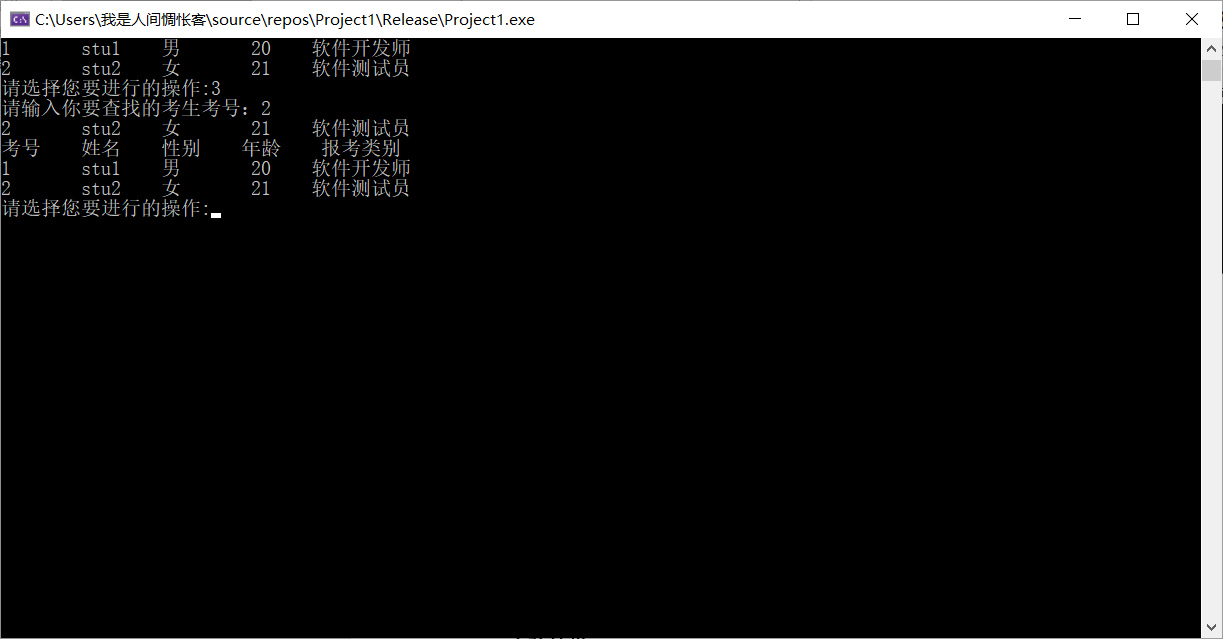 C:\Users\我是人间惆怅客\source\repos\Project1\Release\Project1.exe
1 stu1 男 20 软件开发师
2 stu2 女 21 软件测试员
请选择您要进行的操作:3
请输入你要查找的考生考号：2
2 stu2 女 21 软件测试员
考号 姓名 性别 年龄 报考类别
1 stu1 男 20 软件开发师
2 stu2 女 21 软件测试员
请选择您要进行的操作: